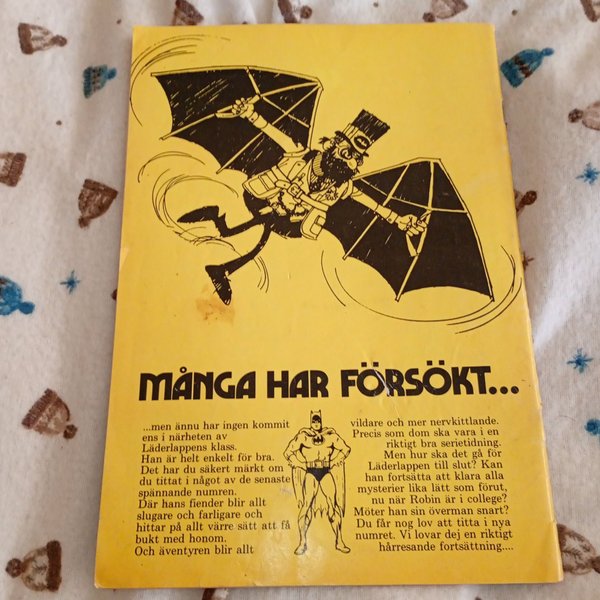 MÅNGA HAR FÖRSÖKT...
...men ännu har ingen kommit
ens i närheten av
Läderlappens klass.
Han är helt enkelt för bra.
Det har du säkert märkt om
du tittat i något av de senaste
spännande numren.
Där hans fiender blir allt
slugare och farligare och
hittar på allt värre sätt att få
bukt med honom.
Och äventyren blir allt
vildare och mer nervkittlande.
Precis som dom ska vara i en
riktigt bra serietidning.
Men hur ska det gå för
Läderlappen till slut? Kan
han fortsätta att klara alla
mysterier lika lätt som förut,
nu när Robin är i college?
Möter han sin överman snart?
Du får nog lov att titta i nya
numret. Vi lovar dej en riktigt
hårresande fortsättning....